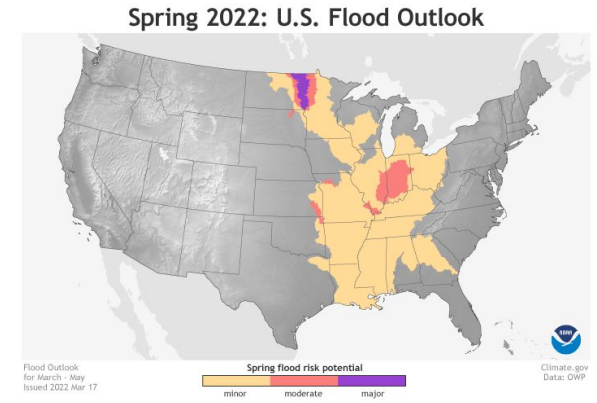 Spring 2022: U.S. Flood Outlook
NOAA
Flood Outlook
for March - May
Issued 2022 Mar 17
Spring flood risk potential
minor moderate major
Climate.gov
Data: OWP